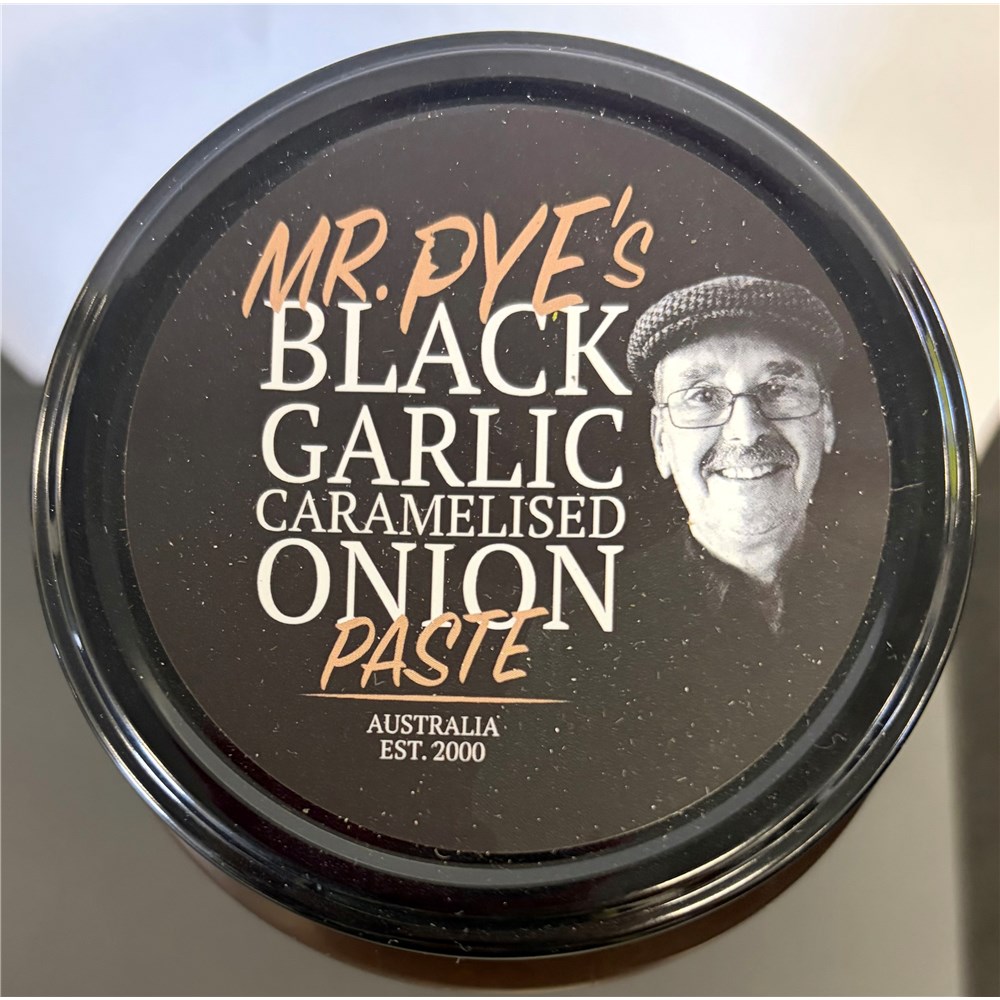 MR. PYE's
BLACK
GARLIC
CARAMELISED
ONION
PASTE
AUSTRALIA
EST. 2000